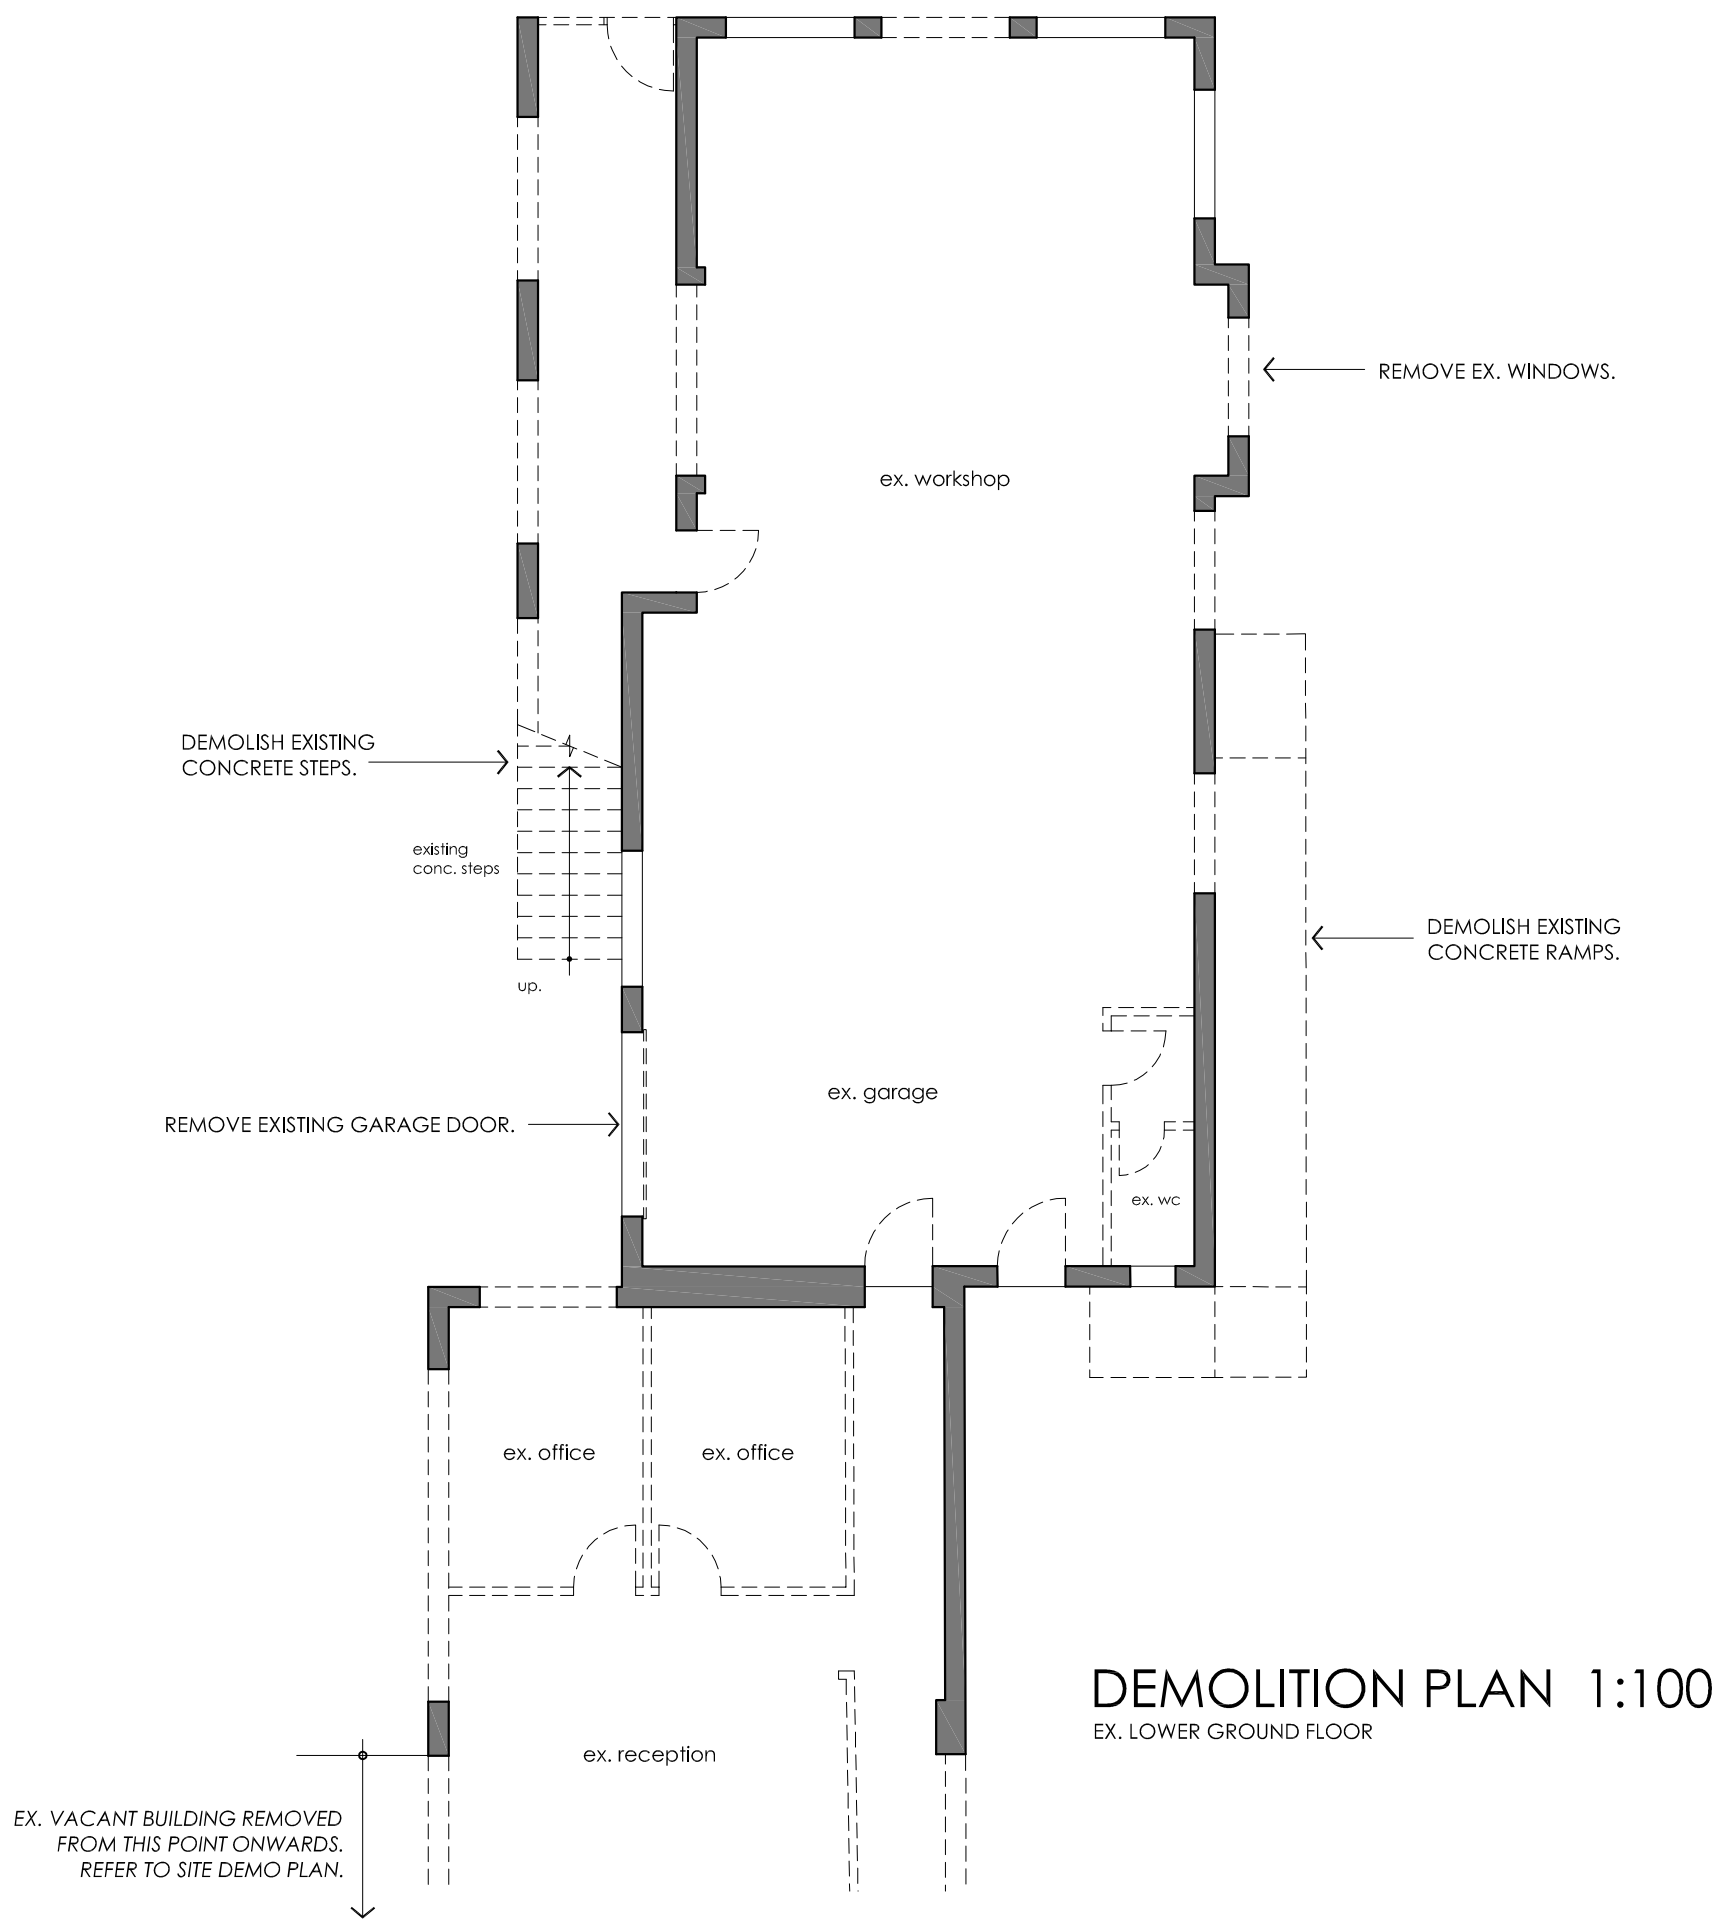 REMOVE EX. WINDOWS.
ex. workshop
DEMOLISH EXISTING
CONCRETE STEPS.
existing
conc. steps
up.
DEMOLISH EXISTING
CONCRETE RAMPS.
ex. garage
REMOVE EXISTING GARAGE DOOR.
ex. wc
ex. office
ex. office
DEMOLITION PLAN 1:100
EX. LOWER GROUND FLOOR
ex. reception
EX. VACANT BUILDING REMOVED
FROM THIS POINT ONWARDS.
REFER TO SITE DEMO PLAN.